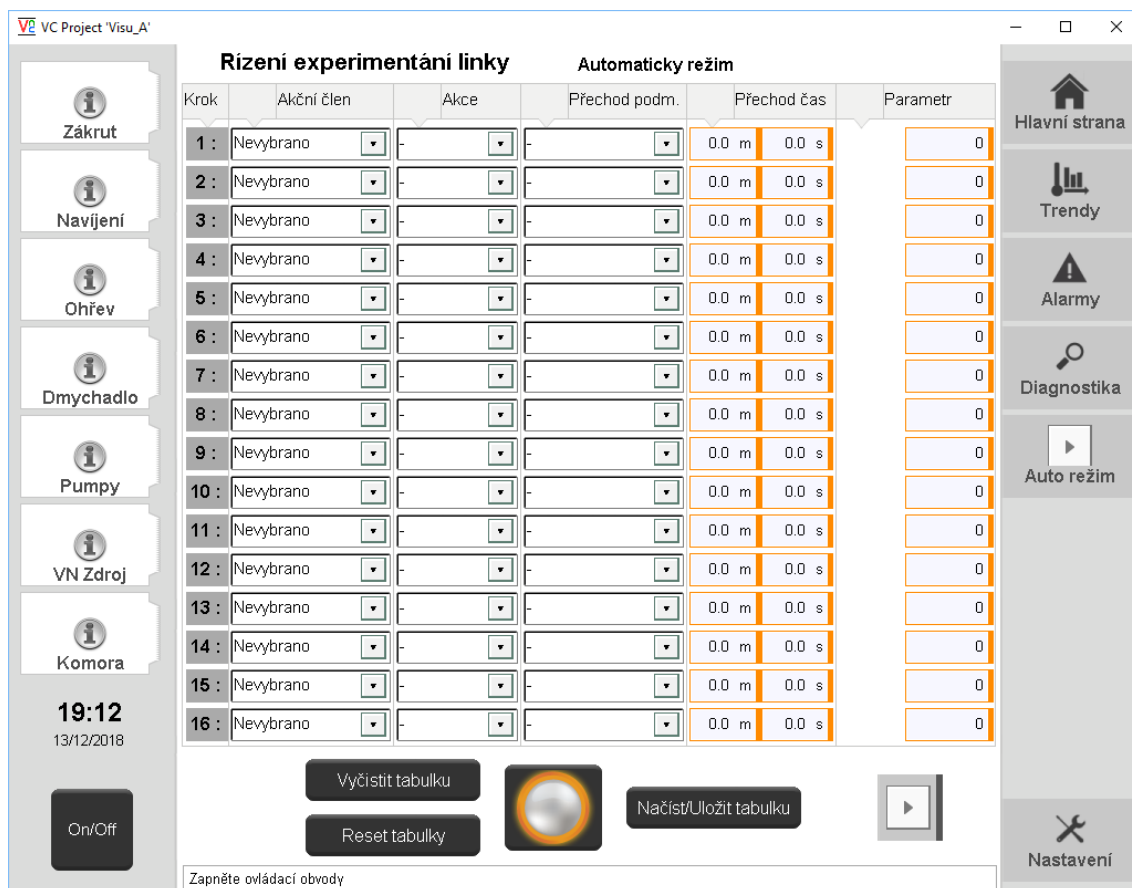 VC Project 'Visu_A'
Rízení experimentání linky Automaticky režim
Krok Akční člen Akce Přechod podm. Přechod čas Parametr
1 : Nevybrano - - 0.0 m 0.0 s 0
2 : Nevybrano - - 0.0 m 0.0 s 0
3 : Nevybrano - - 0.0 m 0.0 s 0
4 : Nevybrano - - 0.0 m 0.0 s 0
5 : Nevybrano - - 0.0 m 0.0 s 0
6 : Nevybrano - - 0.0 m 0.0 s 0
7 : Nevybrano - - 0.0 m 0.0 s 0
8 : Nevybrano - - 0.0 m 0.0 s 0
9 : Nevybrano - - 0.0 m 0.0 s 0
10 : Nevybrano - - 0.0 m 0.0 s 0
11 : Nevybrano - - 0.0 m 0.0 s 0
12 : Nevybrano - - 0.0 m 0.0 s 0
13 : Nevybrano - - 0.0 m 0.0 s 0
14 : Nevybrano - - 0.0 m 0.0 s 0
15 : Nevybrano - - 0.0 m 0.0 s 0
16 : Nevybrano - - 0.0 m 0.0 s 0
Zákrut
Navíjení
Ohřev
Dmychadlo
Pumpy
VN Zdroj
Komora
19:12
13/12/2018
On/Off
Vyčistit tabulku
Reset tabulky
Načíst/Uložit tabulku
Zapněte ovládací obvody
Hlavní strana
Trendy
Alarmy
Diagnostika
Auto režim
Nastavení